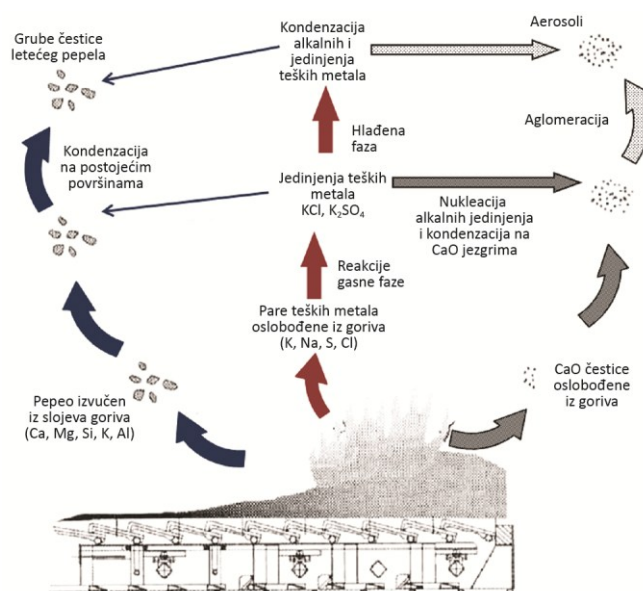 Grube čestice
letećeg pepela
Kondenzacija
alkalnih i
jedinjenja
teških metala
Aerosoli
Hlađena
faza
Aglomeracija
Kondenzacija
na postojećim
površinama
Jedinjenja teških
metala
KCl, K₂SO₄
Nukleacija
alkalnih jedinjenja
i kondenzacija na
CaO jezgrima
Reakcije
gasne faze
Pare teških metala
oslobođene iz goriva
(K, Na, S, Cl)
Pepeo izvučen
iz slojeva goriva
(Ca, Mg, Si, K, Al)
CaO čestice
oslobođene
iz goriva